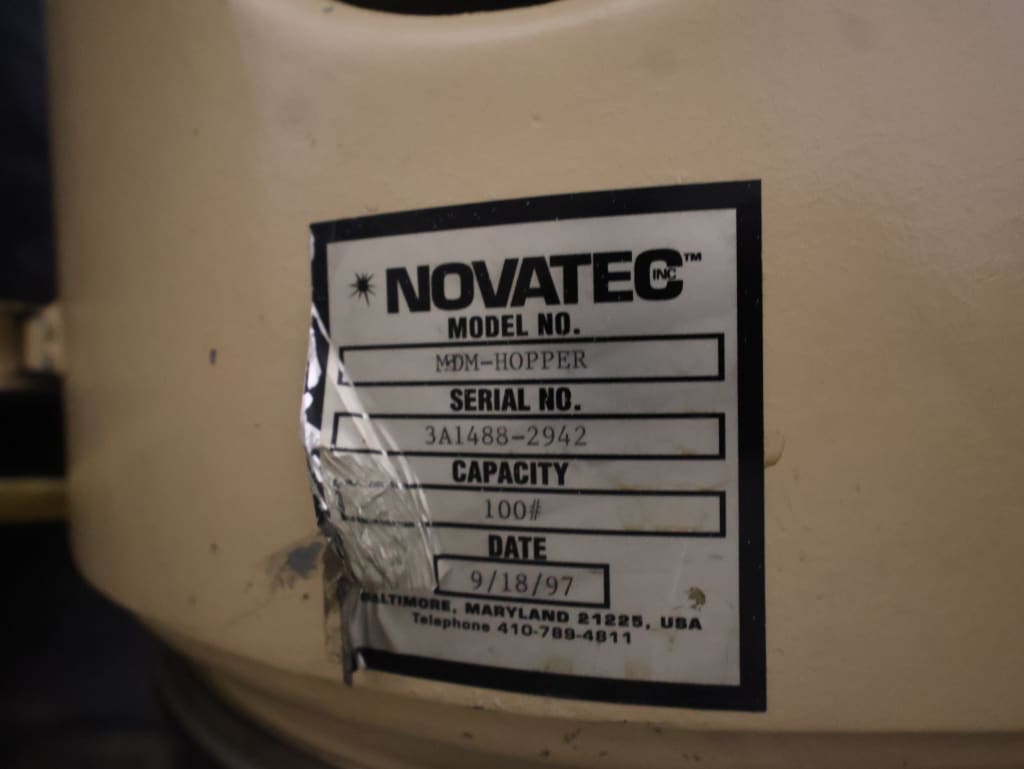 NOVATEC INC ™
MODEL NO.
MDM-HOPPER
SERIAL NO.
3A1488-2942
CAPACITY
100#
DATE
9/18/97
BALTIMORE, MARYLAND 21225, USA
Telephone 410-789-4811